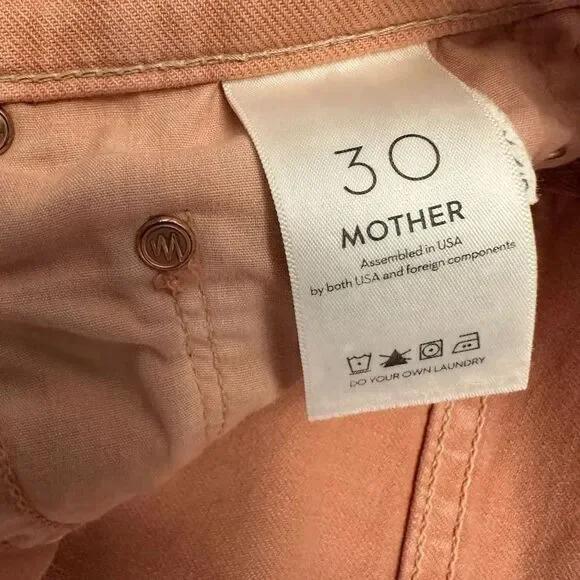 30
MOTHER
Assembled in USA
by both USA and foreign components
DO YOUR OWN LAUNDRY
M